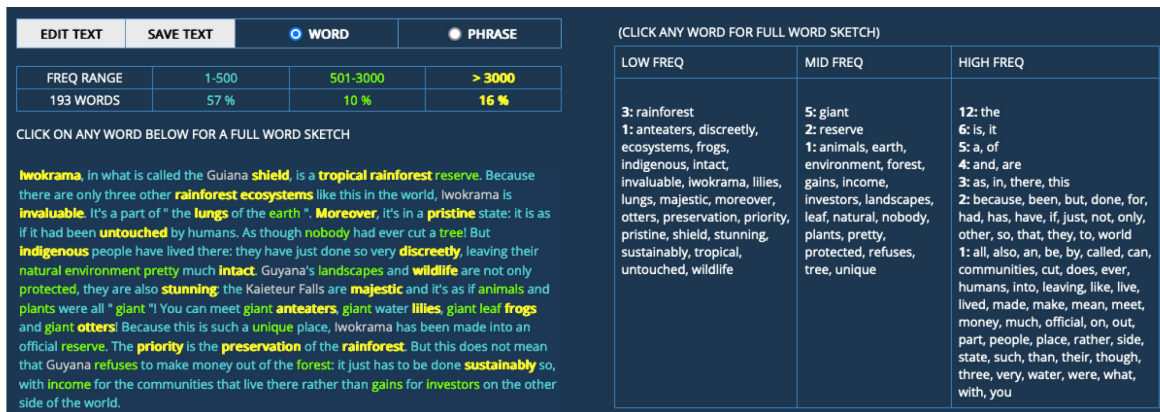 EDIT TEXT SAVE TEXT WORD PHRASE
FREQ RANGE 1-500 501-3000 > 3000
193 WORDS 57 % 10 % 16 %
CLICK ON ANY WORD BELOW FOR A FULL WORD SKETCH
Iwokrama, in what is called the Guiana shield, is a tropical rainforest reserve. Because
there are only three other rainforest ecosystems like this in the world, Iwokrama is
invaluable. It's a part of " the lungs of the earth ". Moreover, it's in a pristine state: it is as
if it had been untouched by humans. As though nobody had ever cut a tree! But
indigenous people have lived there: they have just done so very discreetly, leaving their
natural environment pretty much intact. Guyana's landscapes and wildlife are not only
protected, they are also stunning: the Kaieteur Falls are majestic and it's as if animals and
plants were all " giant "! You can meet giant anteaters, giant water lilies, giant leaf frogs
and giant otters! Because this is such a unique place, Iwokrama has been made into an
official reserve. The priority is the preservation of the rainforest. But this does not mean
that Guyana refuses to make money out of the forest: it just has to be done sustainably so,
with income for the communities that live there rather than gains for investors on the other
side of the world.
(CLICK ANY WORD FOR FULL WORD SKETCH)
LOW FREQ MID FREQ HIGH FREQ
3: rainforest
1: anteaters, discreetly,
ecosystems, frogs,
indigenous, intact,
invaluable, iwokrama, lilies,
lungs, majestic, moreover,
otters, preservation, priority,
pristine, shield, stunning,
sustainably, tropical,
untouched, wildlife
5: giant
2: reserve
1: animals, earth,
environment, forest,
gains, income,
investors, landscapes,
leaf, natural, nobody,
plants, pretty,
protected, refuses,
tree, unique
12: the
6: is, it
5: a, of
4: and, are
3: as, in, there, this
2: because, been, but, done, for,
had, has, have, if, just, not, only,
other, so, that, they, to, world
1: all, also, an, be, by, called, can,
communities, cut, does, ever,
humans, into, leaving, like, live,
lived, made, make, mean, meet,
money, much, official, on, out,
part, people, place, rather, side,
state, such, than, their, though,
three, very, water, were, what,
with, you